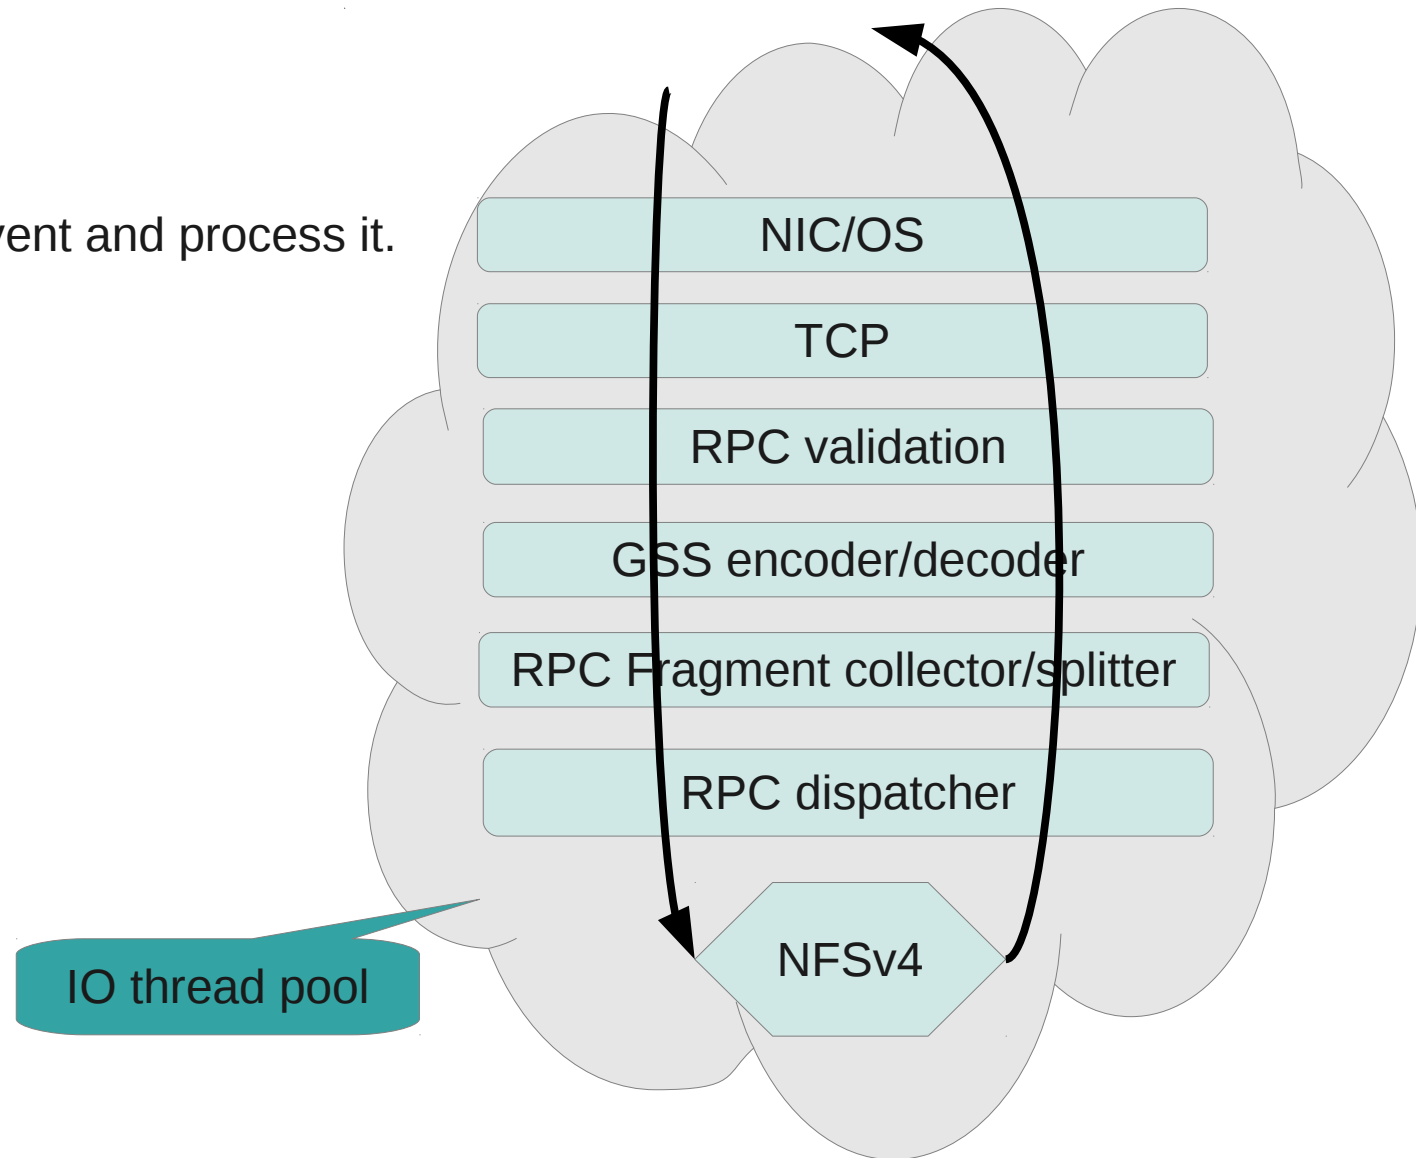 and process it.
NIC/OS
TCP
RPC validation
GSS encoder/decoder
RPC Fragment collector/splitter
RPC dispatcher
NFSv4
IO thread pool